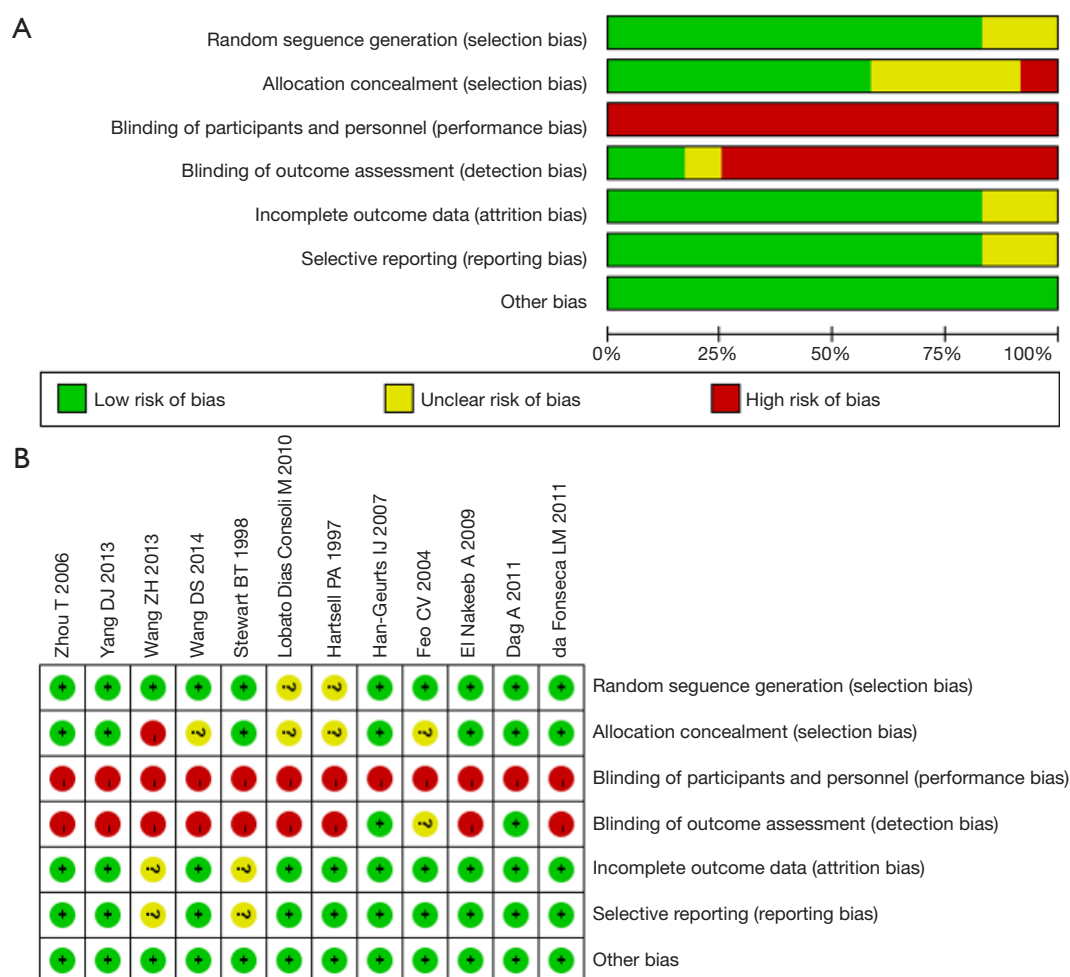 A
Random seguence generation (selection bias)
Allocation concealment (selection bias)
Blinding of participants and personnel (performance bias)
Blinding of outcome assessment (detection bias)
Incomplete outcome data (attrition bias)
Selective reporting (reporting bias)
Other bias
0% 25% 50% 75% 100%
Low risk of bias Unclear risk of bias High risk of bias
B
Zhou T 2006
Yang DJ 2013
Wang ZH 2013
Wang DS 2014
Stewart BT 1998
Lobato Dias Consoli M 2010
Hartsell PA 1997
Han-Geurts IJ 2007
Feo CV 2004
El Nakeeb A 2009
Dag A 2011
da Fonseca LM 2011
+ + + + + ? ? + + + + + Random seguence generation (selection bias)
+ + - ? + ? ? + ? + + + Allocation concealment (selection bias)
- - - - - - - - - - - - Blinding of participants and personnel (performance bias)
- - - - - - - + ? - + - Blinding of outcome assessment (detection bias)
+ + ? + ? + + + + + + + Incomplete outcome data (attrition bias)
+ + ? + ? + + + + + + + Selective reporting (reporting bias)
+ + + + + + + + + + + + Other bias